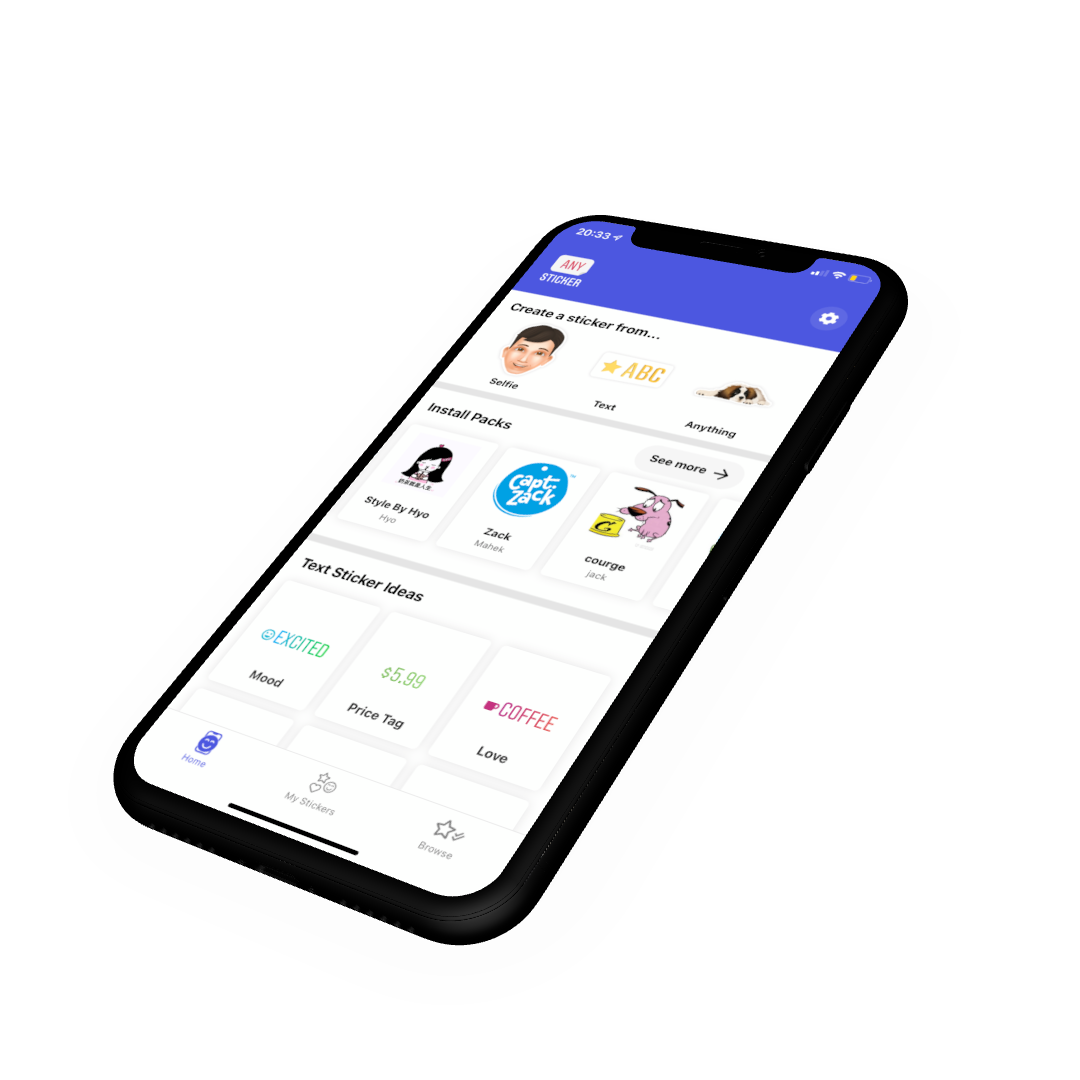 20:33
ANY
STICKER
Create a sticker from...
ABC
Selfie
Text
Anything
Install Packs
See more
Capt.
Zack
™
C
Style By Hyo
Hyo
Zack
Mahek
courge
jack
Text Sticker Ideas
EXCITED
$5.99
COFFEE
Mood
Price Tag
Love
Home
My Stickers
Browse